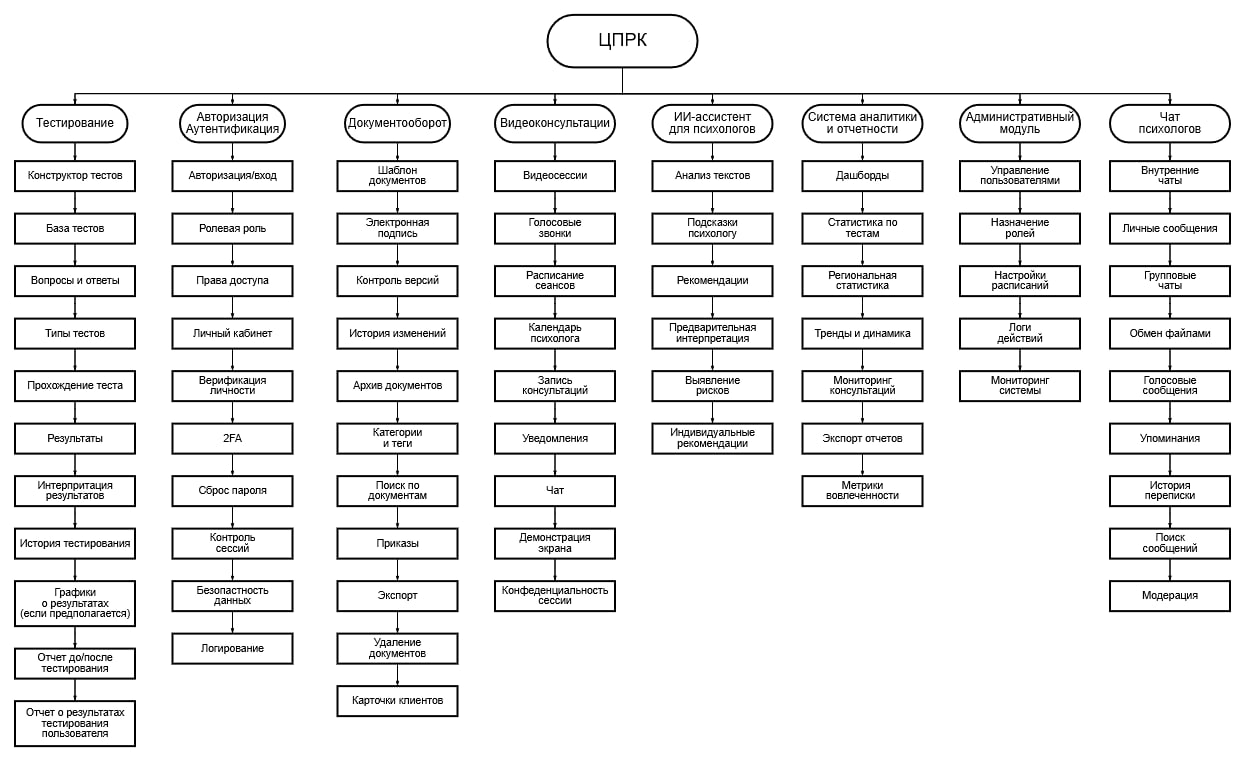 ЦПРК
Тестирование
Конструктор тестов
База тестов
Вопросы и ответы
Типы тестов
Прохождение теста
Результаты
Интерпритация
результатов
История тестирования
Графики
о результатах
(если предполагается)
Отчет до/после
тестирования
Отчет о результатах
тестирования
пользователя
Авторизация
Аутентификация
Авторизация/вход
Ролевая роль
Права доступа
Личный кабинет
Верификация
личности
2FA
Сброс пароля
Контроль
сессий
Безопастность
данных
Логирование
Документооборот
Шаблон
документов
Электронная
подпись
Контроль версий
История изменений
Архив документов
Категории
и теги
Поиск по
документам
Приказы
Экспорт
Удаление
документов
Карточки клиентов
Видеоконсультации
Видеосессии
Голосовые
звонки
Расписание
сеансов
Календарь
психолога
Запись
консультаций
Уведомления
Чат
Демонстрация
экрана
Конфеденциальность
сессии
ИИ-ассистент
для психологов
Анализ текстов
Подсказки
психологу
Рекомендации
Предварительная
интерпретация
Выявление
рисков
Индивидуальные
рекомендации
Система аналитики
и отчетности
Дашборды
Статистика по
тестам
Региональная
статистика
Тренды и динамика
Мониторинг
консультаций
Экспорт отчетов
Метрики
вовлеченности
Административный
модуль
Управление
пользователями
Назначение
ролей
Настройки
расписаний
Логи
действий
Мониторинг
системы
Чат
психологов
Внутренние
чаты
Личные сообщения
Групповые
чаты
Обмен файлами
Голосовые
сообщения
Упоминания
История
переписки
Поиск
сообщений
Модерация